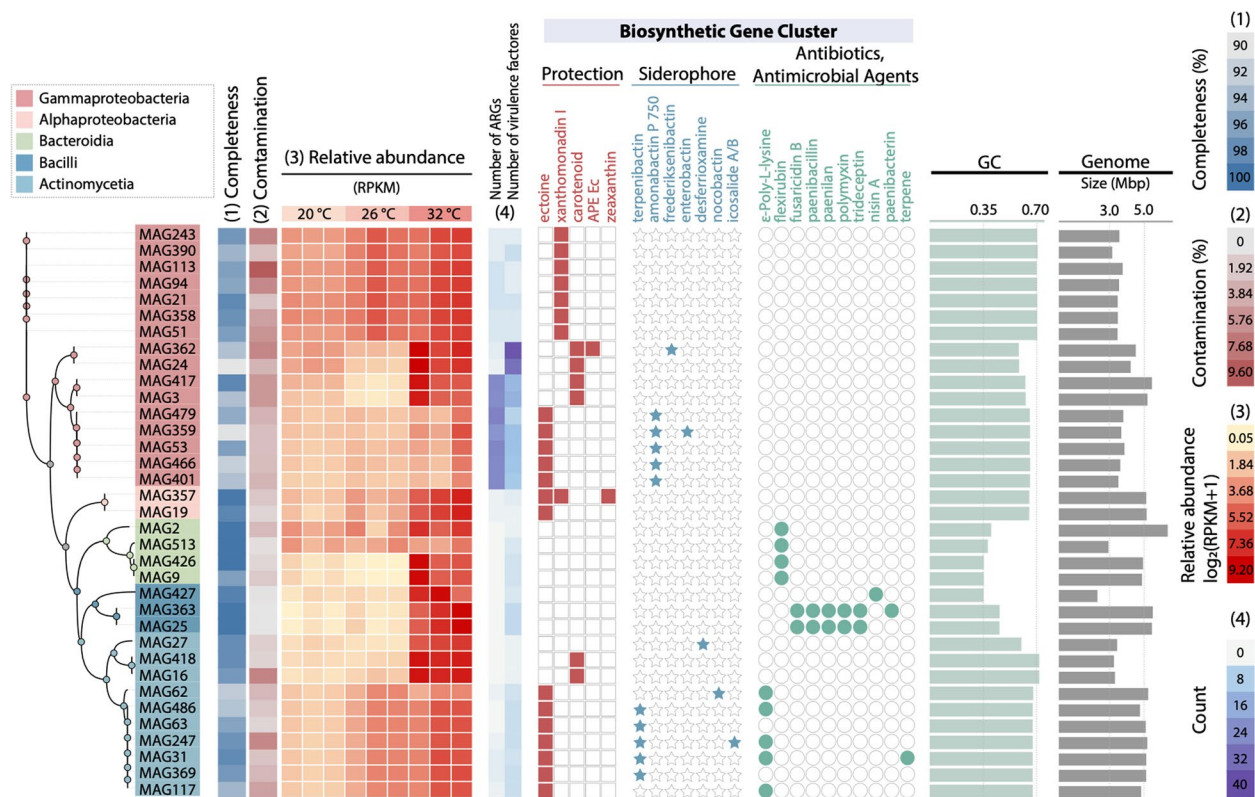 Biosynthetic Gene Cluster
Protection
Siderophore
Antibiotics,
Antimicrobial Agents
Gammaproteobacteria
Alphaproteobacteria
Bacteroidia
Bacilli
Actinomycetia
(1) Completeness
(2) Contamination
(3) Relative abundance
(RPKM)
20 °C
26 °C
32 °C
Number of ARGs
Number of virulence factores
(4)
ectoine
xanthomonadin I
carotenoid
APE Ec
zeaxanthin
terpenibactin
amonabactin P 750
frederiksenibactin
enterobactin
desferrioxamine
nocobactin
icosalide A/B
ε-Poly-L-lysine
flexirubin
fusaricidin B
paenibacillin
paenilan
polymyxin
trideceptin
nisin A
paenibacterin
terpene
GC
0.35 0.70
Genome
Size (Mbp)
3.0 5.0
MAG243
MAG390
MAG113
MAG94
MAG21
MAG358
MAG51
MAG362
MAG24
MAG417
MAG3
MAG479
MAG359
MAG53
MAG466
MAG401
MAG357
MAG19
MAG2
MAG513
MAG426
MAG9
MAG427
MAG363
MAG25
MAG27
MAG418
MAG16
MAG62
MAG486
MAG63
MAG247
MAG31
MAG369
MAG117
(1)
Completeness (%)
90
92
94
96
98
100
(2)
Contamination (%)
0
1.92
3.84
5.76
7.68
9.60
(3)
Relative abundance
log₂(RPKM+1)
0.05
1.84
3.68
5.52
7.36
9.20
(4)
Count
0
8
16
24
32
40